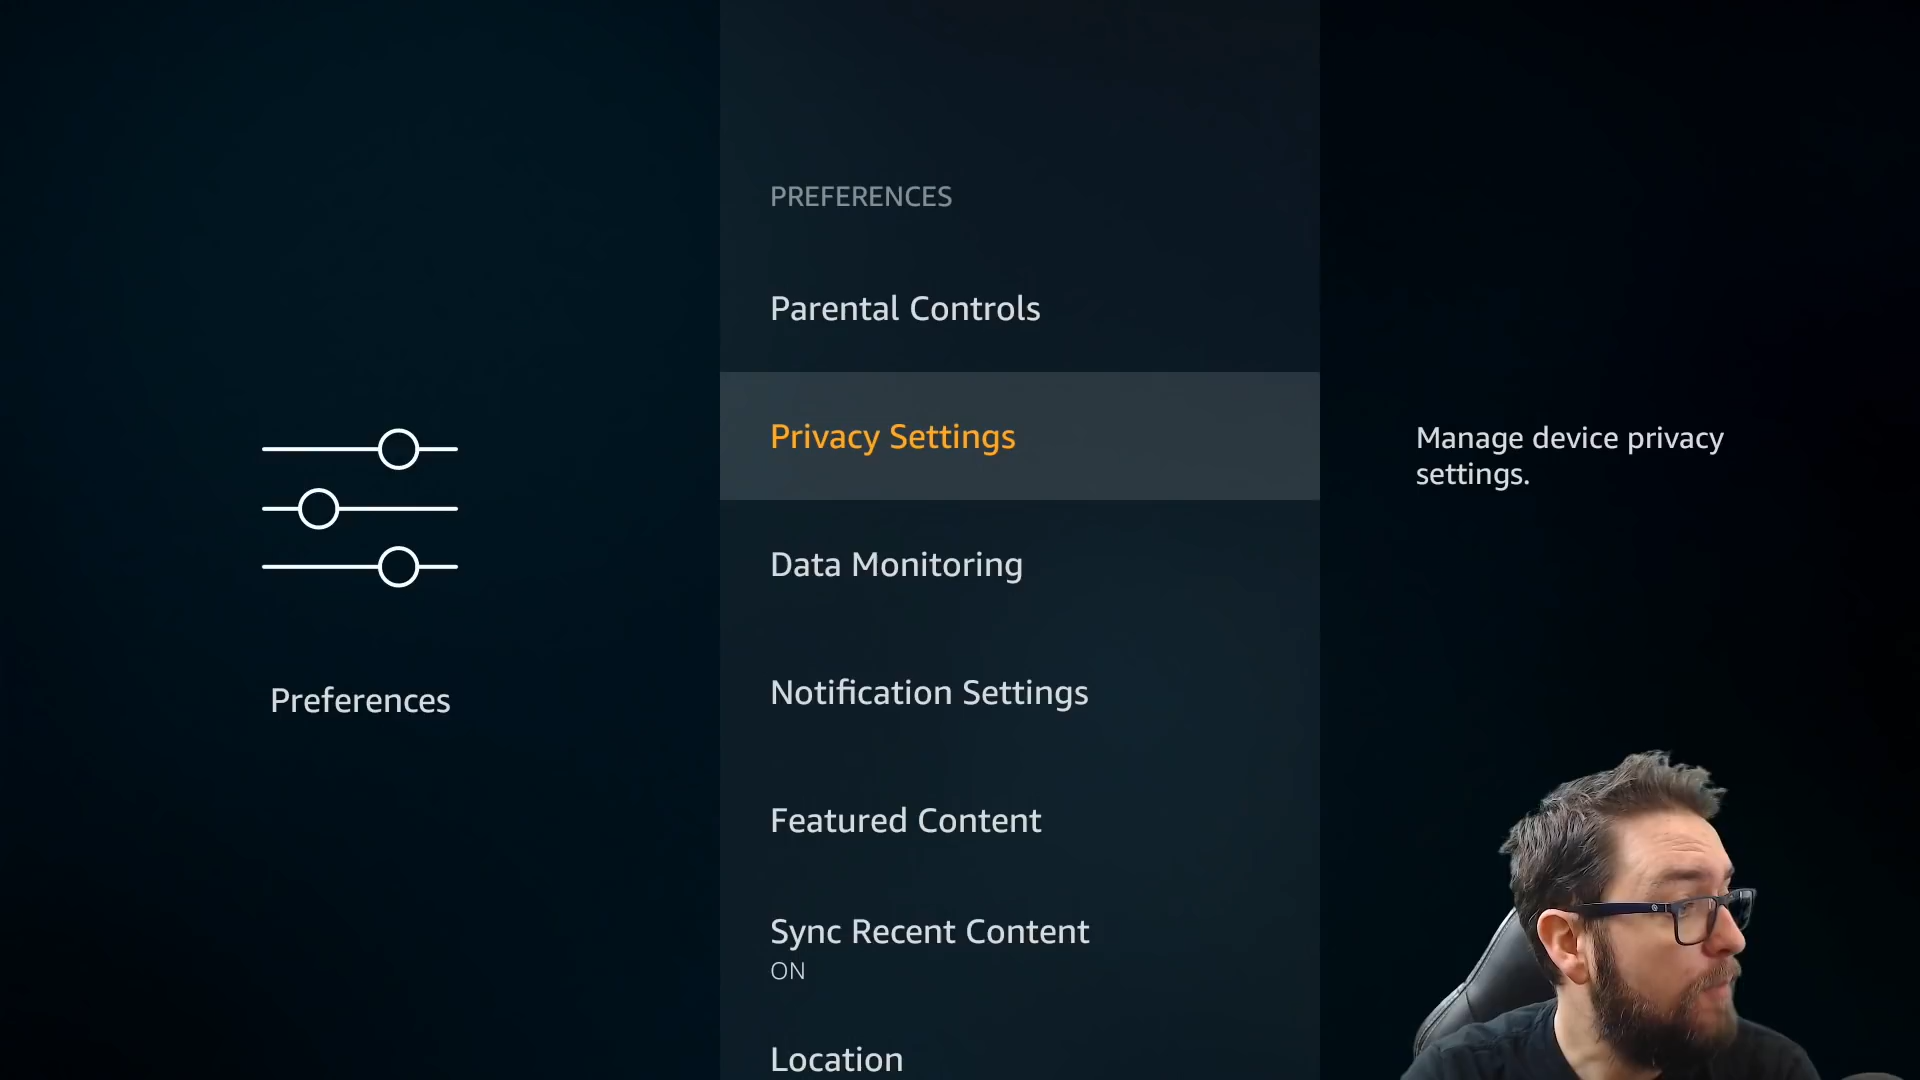 PREFERENCES
Parental Controls
Privacy Settings
Manage device privacy
settings.
Data Monitoring
Notification Settings
Preferences
Featured Content
Sync Recent Content
ON
Location